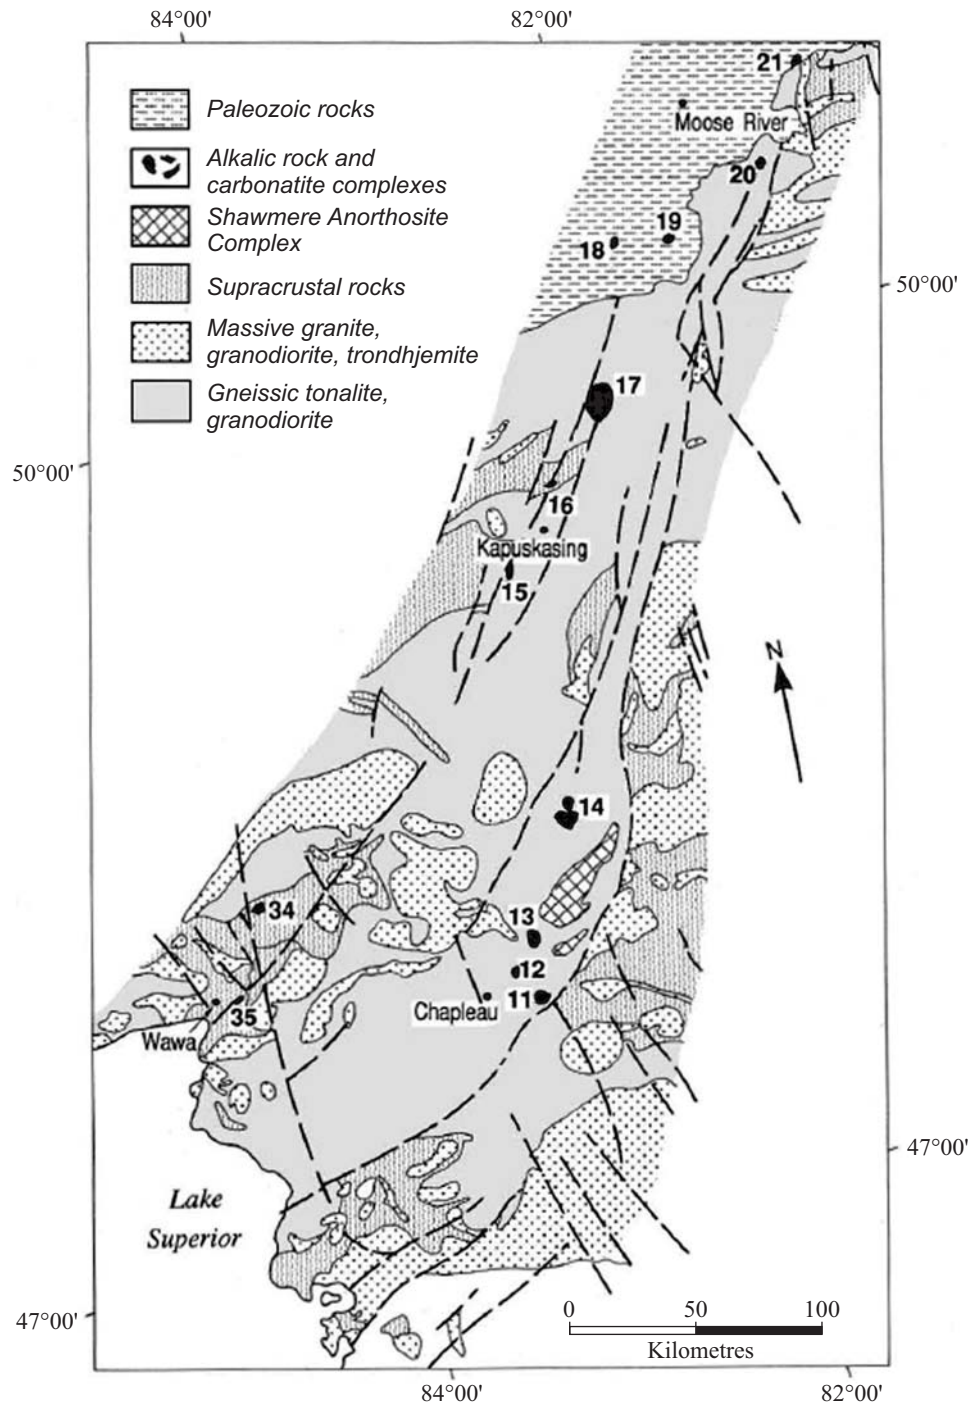 84°00'
82°00'
Paleozoic rocks
Alkalic rock and
carbonatite complexes
Shawmere Anorthosite
Complex
Supracrustal rocks
Massive granite,
granodiorite, trondhjemite
Gneissic tonalite,
granodiorite
21
Moose River
20
19
18
50°00'
17
50°00'
16
Kapuskasing
15
N
14
34
13
12
11
Chapleau
35
Wawa
47°00'
Lake
Superior
0 50 100
Kilometres
47°00'
84°00'
82°00'